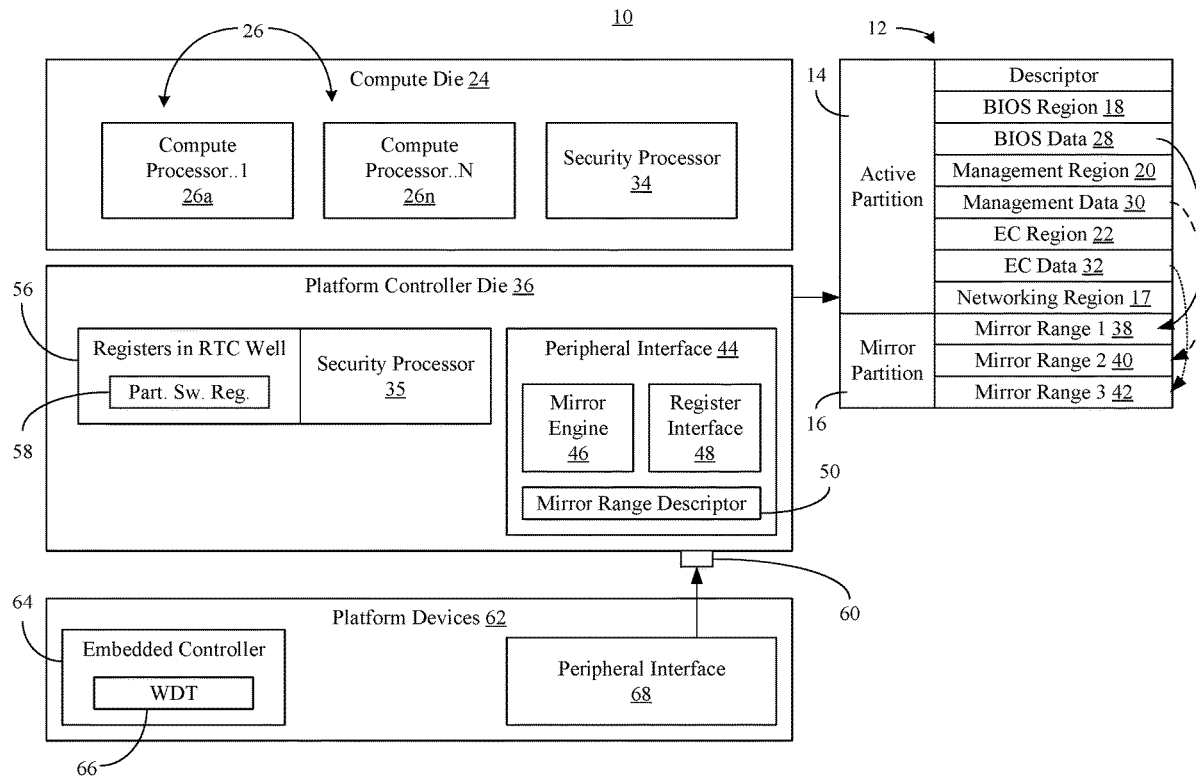 10
26
Compute Die 24
Compute
Processor..1
26a
Compute
Processor..N
26n
Security Processor
34
56
Platform Controller Die 36
Registers in RTC Well
Part. Sw. Reg.
58
Security Processor
35
Peripheral Interface 44
Mirror
Engine
46
Register
Interface
48
Mirror Range Descriptor
50
60
64
Platform Devices 62
Embedded Controller
WDT
66
Peripheral Interface
68
12
14
Active
Partition
Descriptor
BIOS Region 18
BIOS Data 28
Management Region 20
Management Data 30
EC Region 22
EC Data 32
Networking Region 17
Mirror
Partition
16
Mirror Range 1 38
Mirror Range 2 40
Mirror Range 3 42